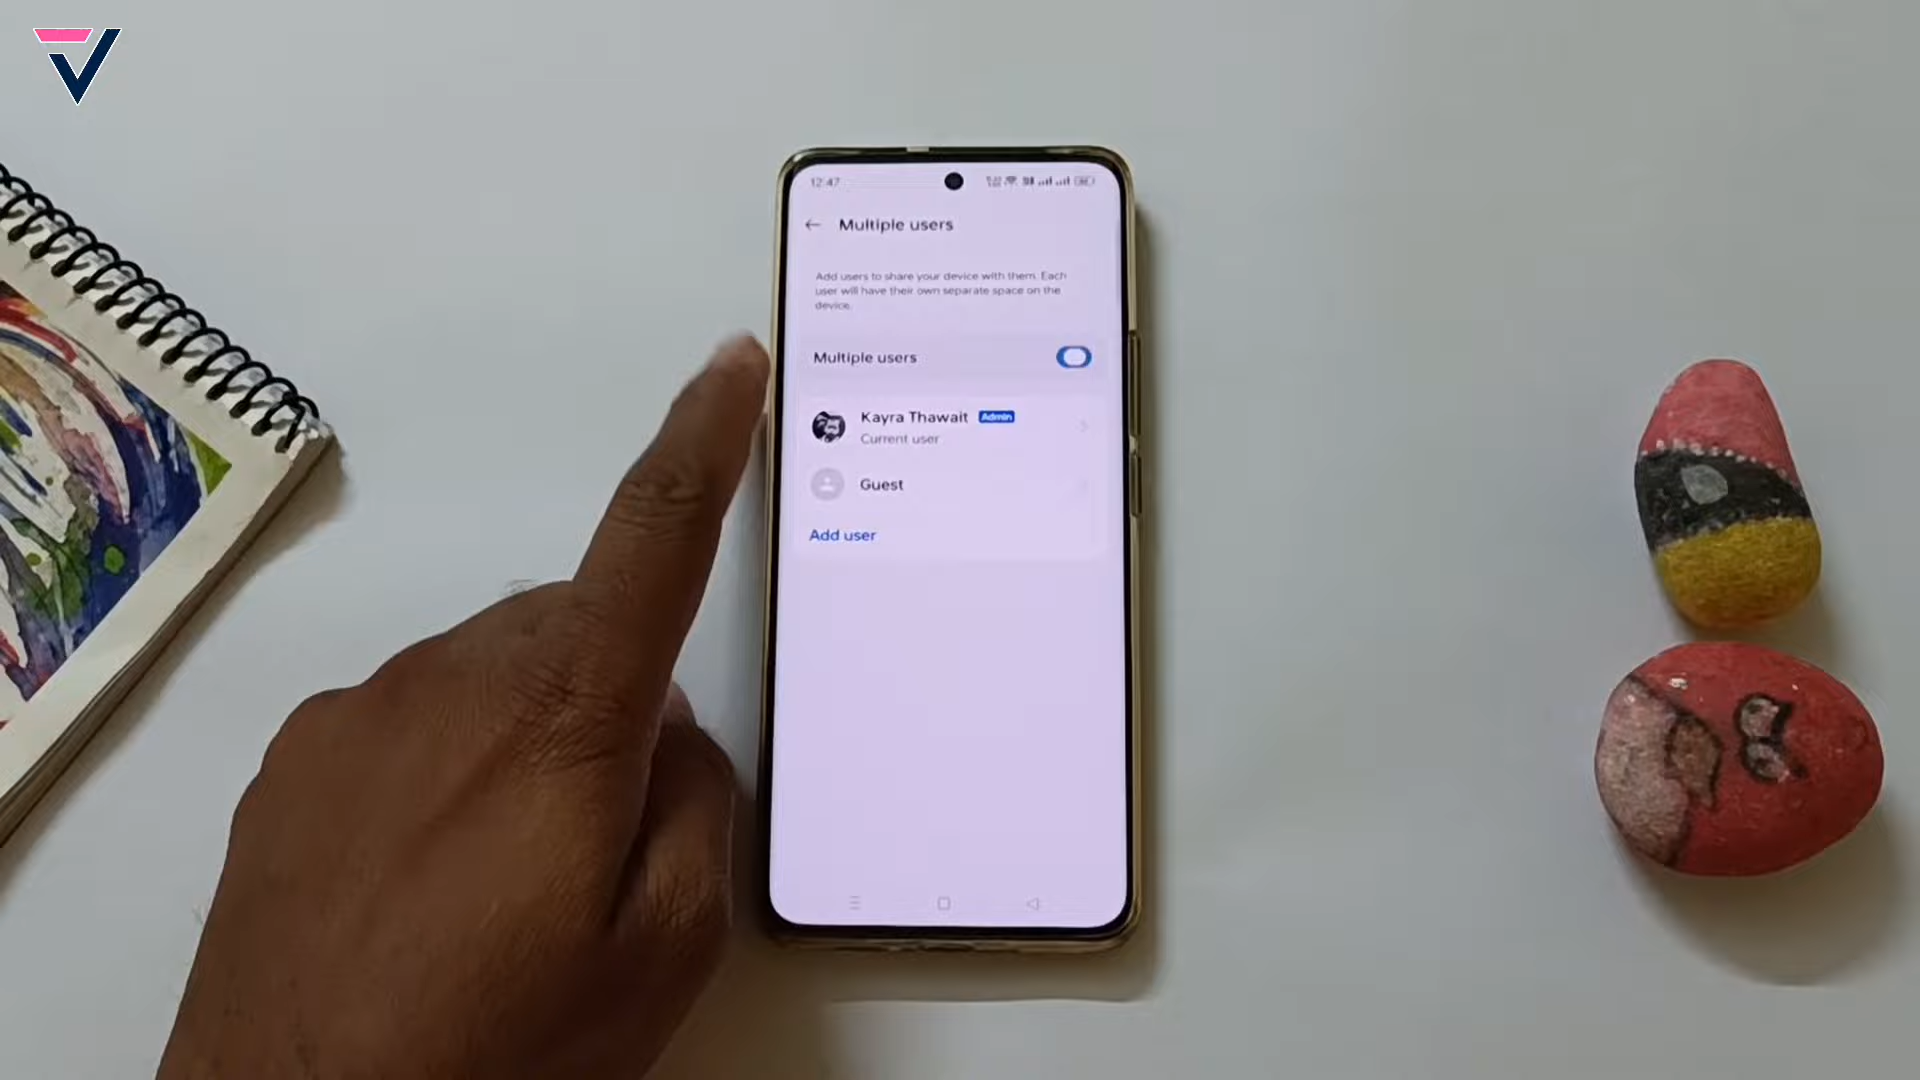 12:47
Multiple users
Add users to share your device with them. Each
user will have their own separate space on the
device.
Multiple users
Kayra Thawait Admin
Current user
Guest
Add user